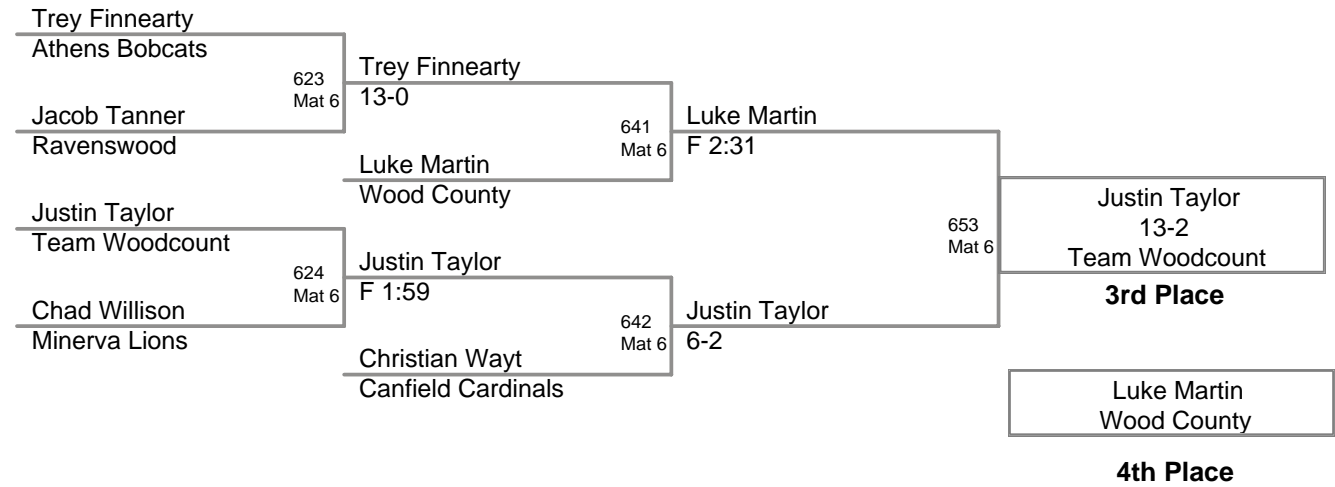 Trey Finnearty
Athens Bobcats
623
Mat 6
Jacob Tanner
Ravenswood
Justin Taylor
Team Woodcount
624
Mat 6
Chad Willison
Minerva Lions
Trey Finnearty
13-0
641
Mat 6
Luke Martin
Wood County
Justin Taylor
F 1:59
642
Mat 6
Christian Wayt
Canfield Cardinals
Luke Martin
F 2:31
653
Mat 6
Justin Taylor
6-2
Justin Taylor
13-2
Team Woodcount
3rd Place
Luke Martin
Wood County
4th Place